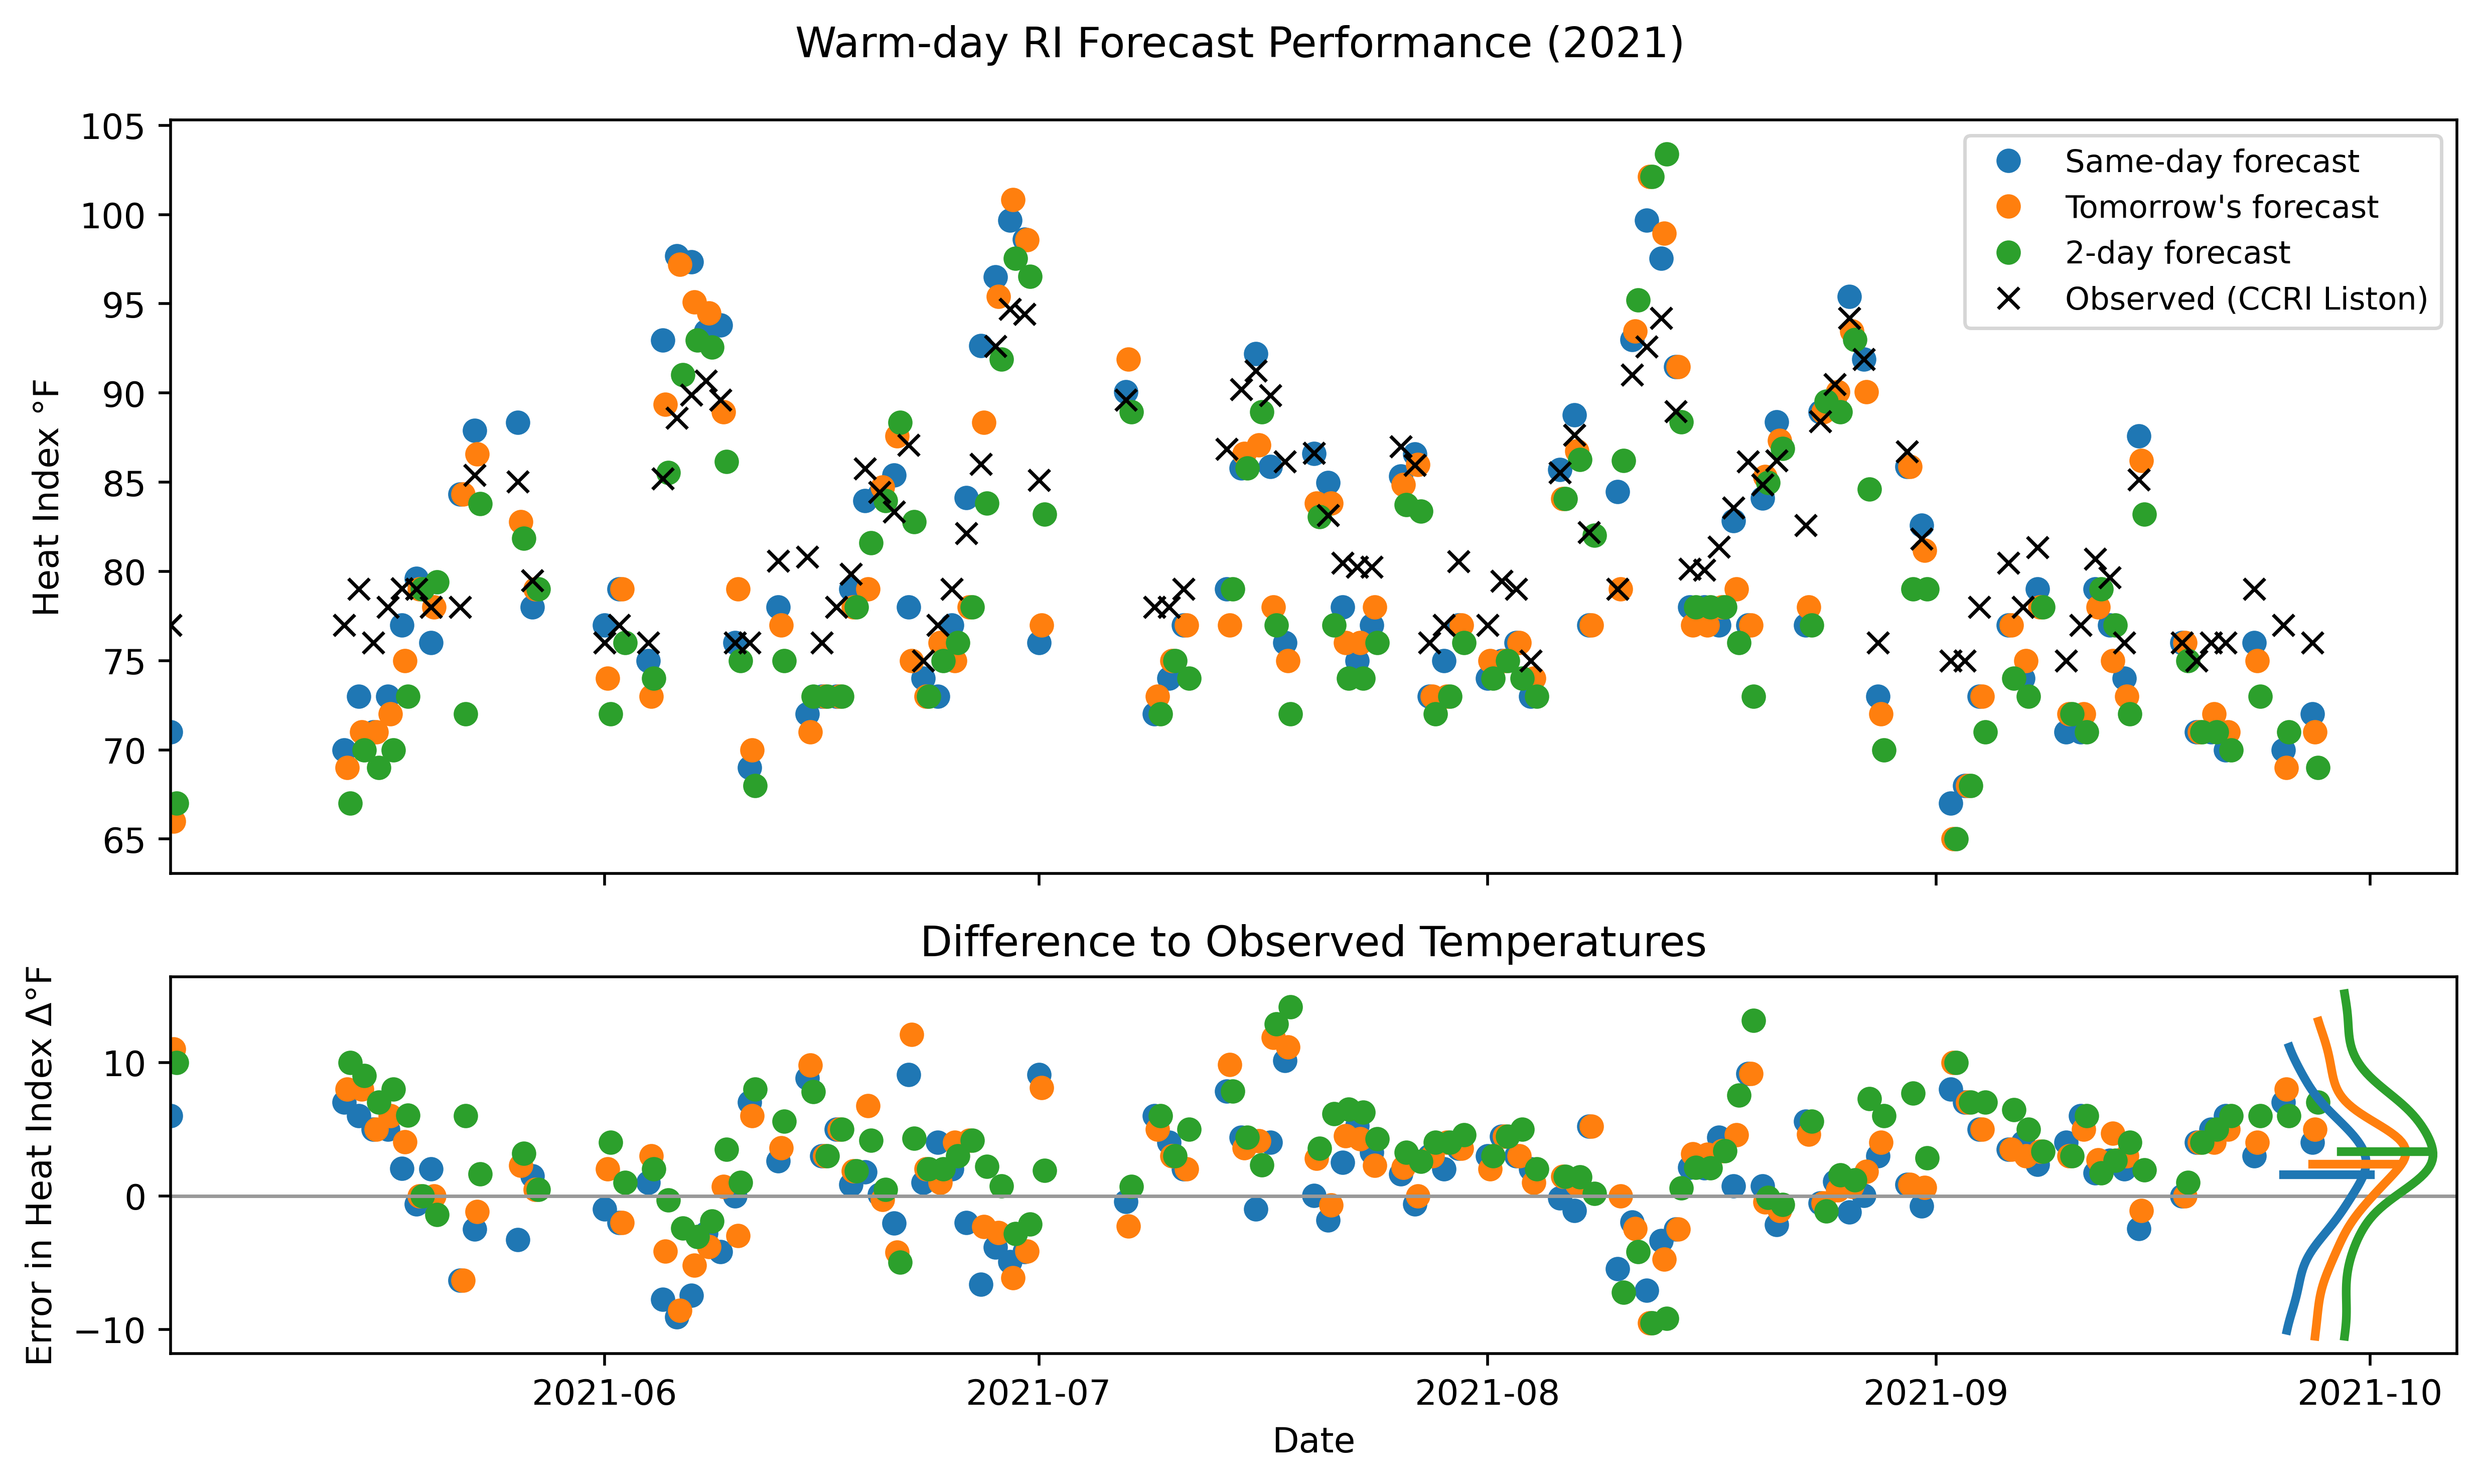 Warm-day RI Forecast Performance (2021)
105
100
95
90
85
80
75
70
65
Heat Index °F
Same-day forecast
Tomorrow's forecast
2-day forecast
Observed (CCRI Liston)
Difference to Observed Temperatures
10
0
−10
Error in Heat Index Δ°F
2021-06
2021-07
2021-08
2021-09
2021-10
Date